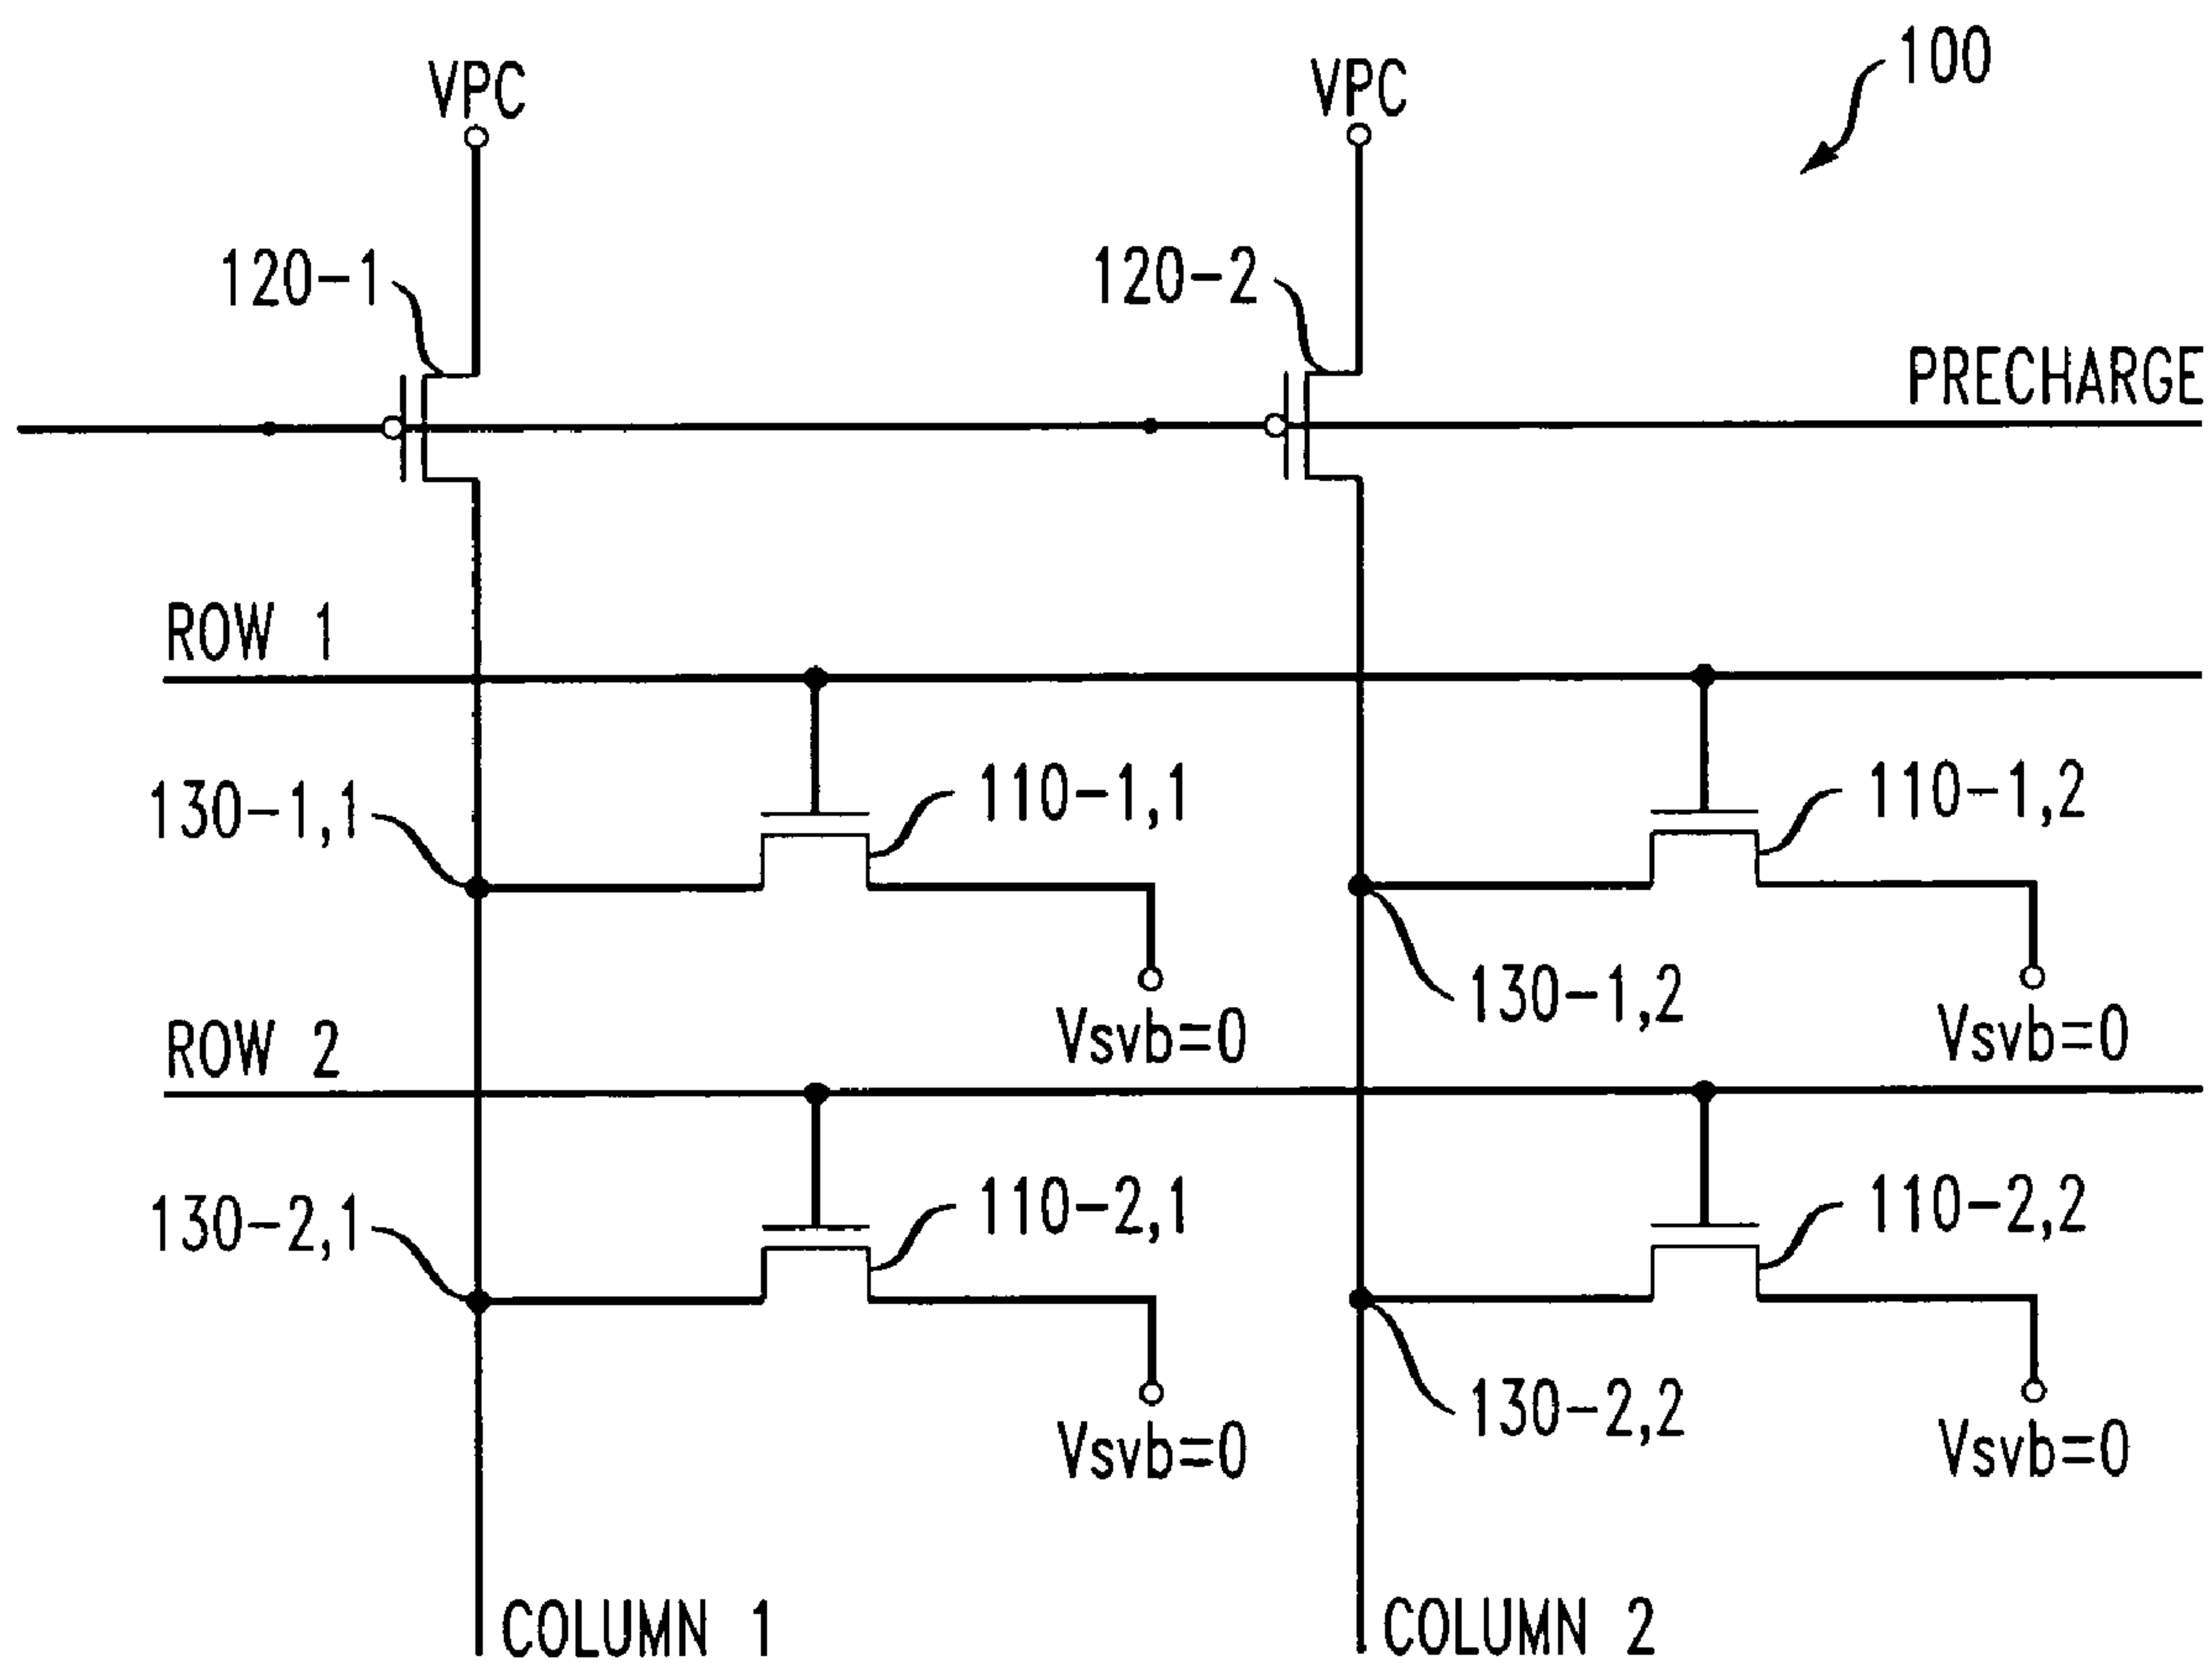 100
VPC
VPC
120-1
120-2
PRECHARGE
ROW 1
130-1,1
110-1,1
110-1,2
130-1,2
Vsvb=0
Vsvb=0
ROW 2
130-2,1
110-2,1
110-2,2
130-2,2
Vsvb=0
Vsvb=0
COLUMN 1
COLUMN 2